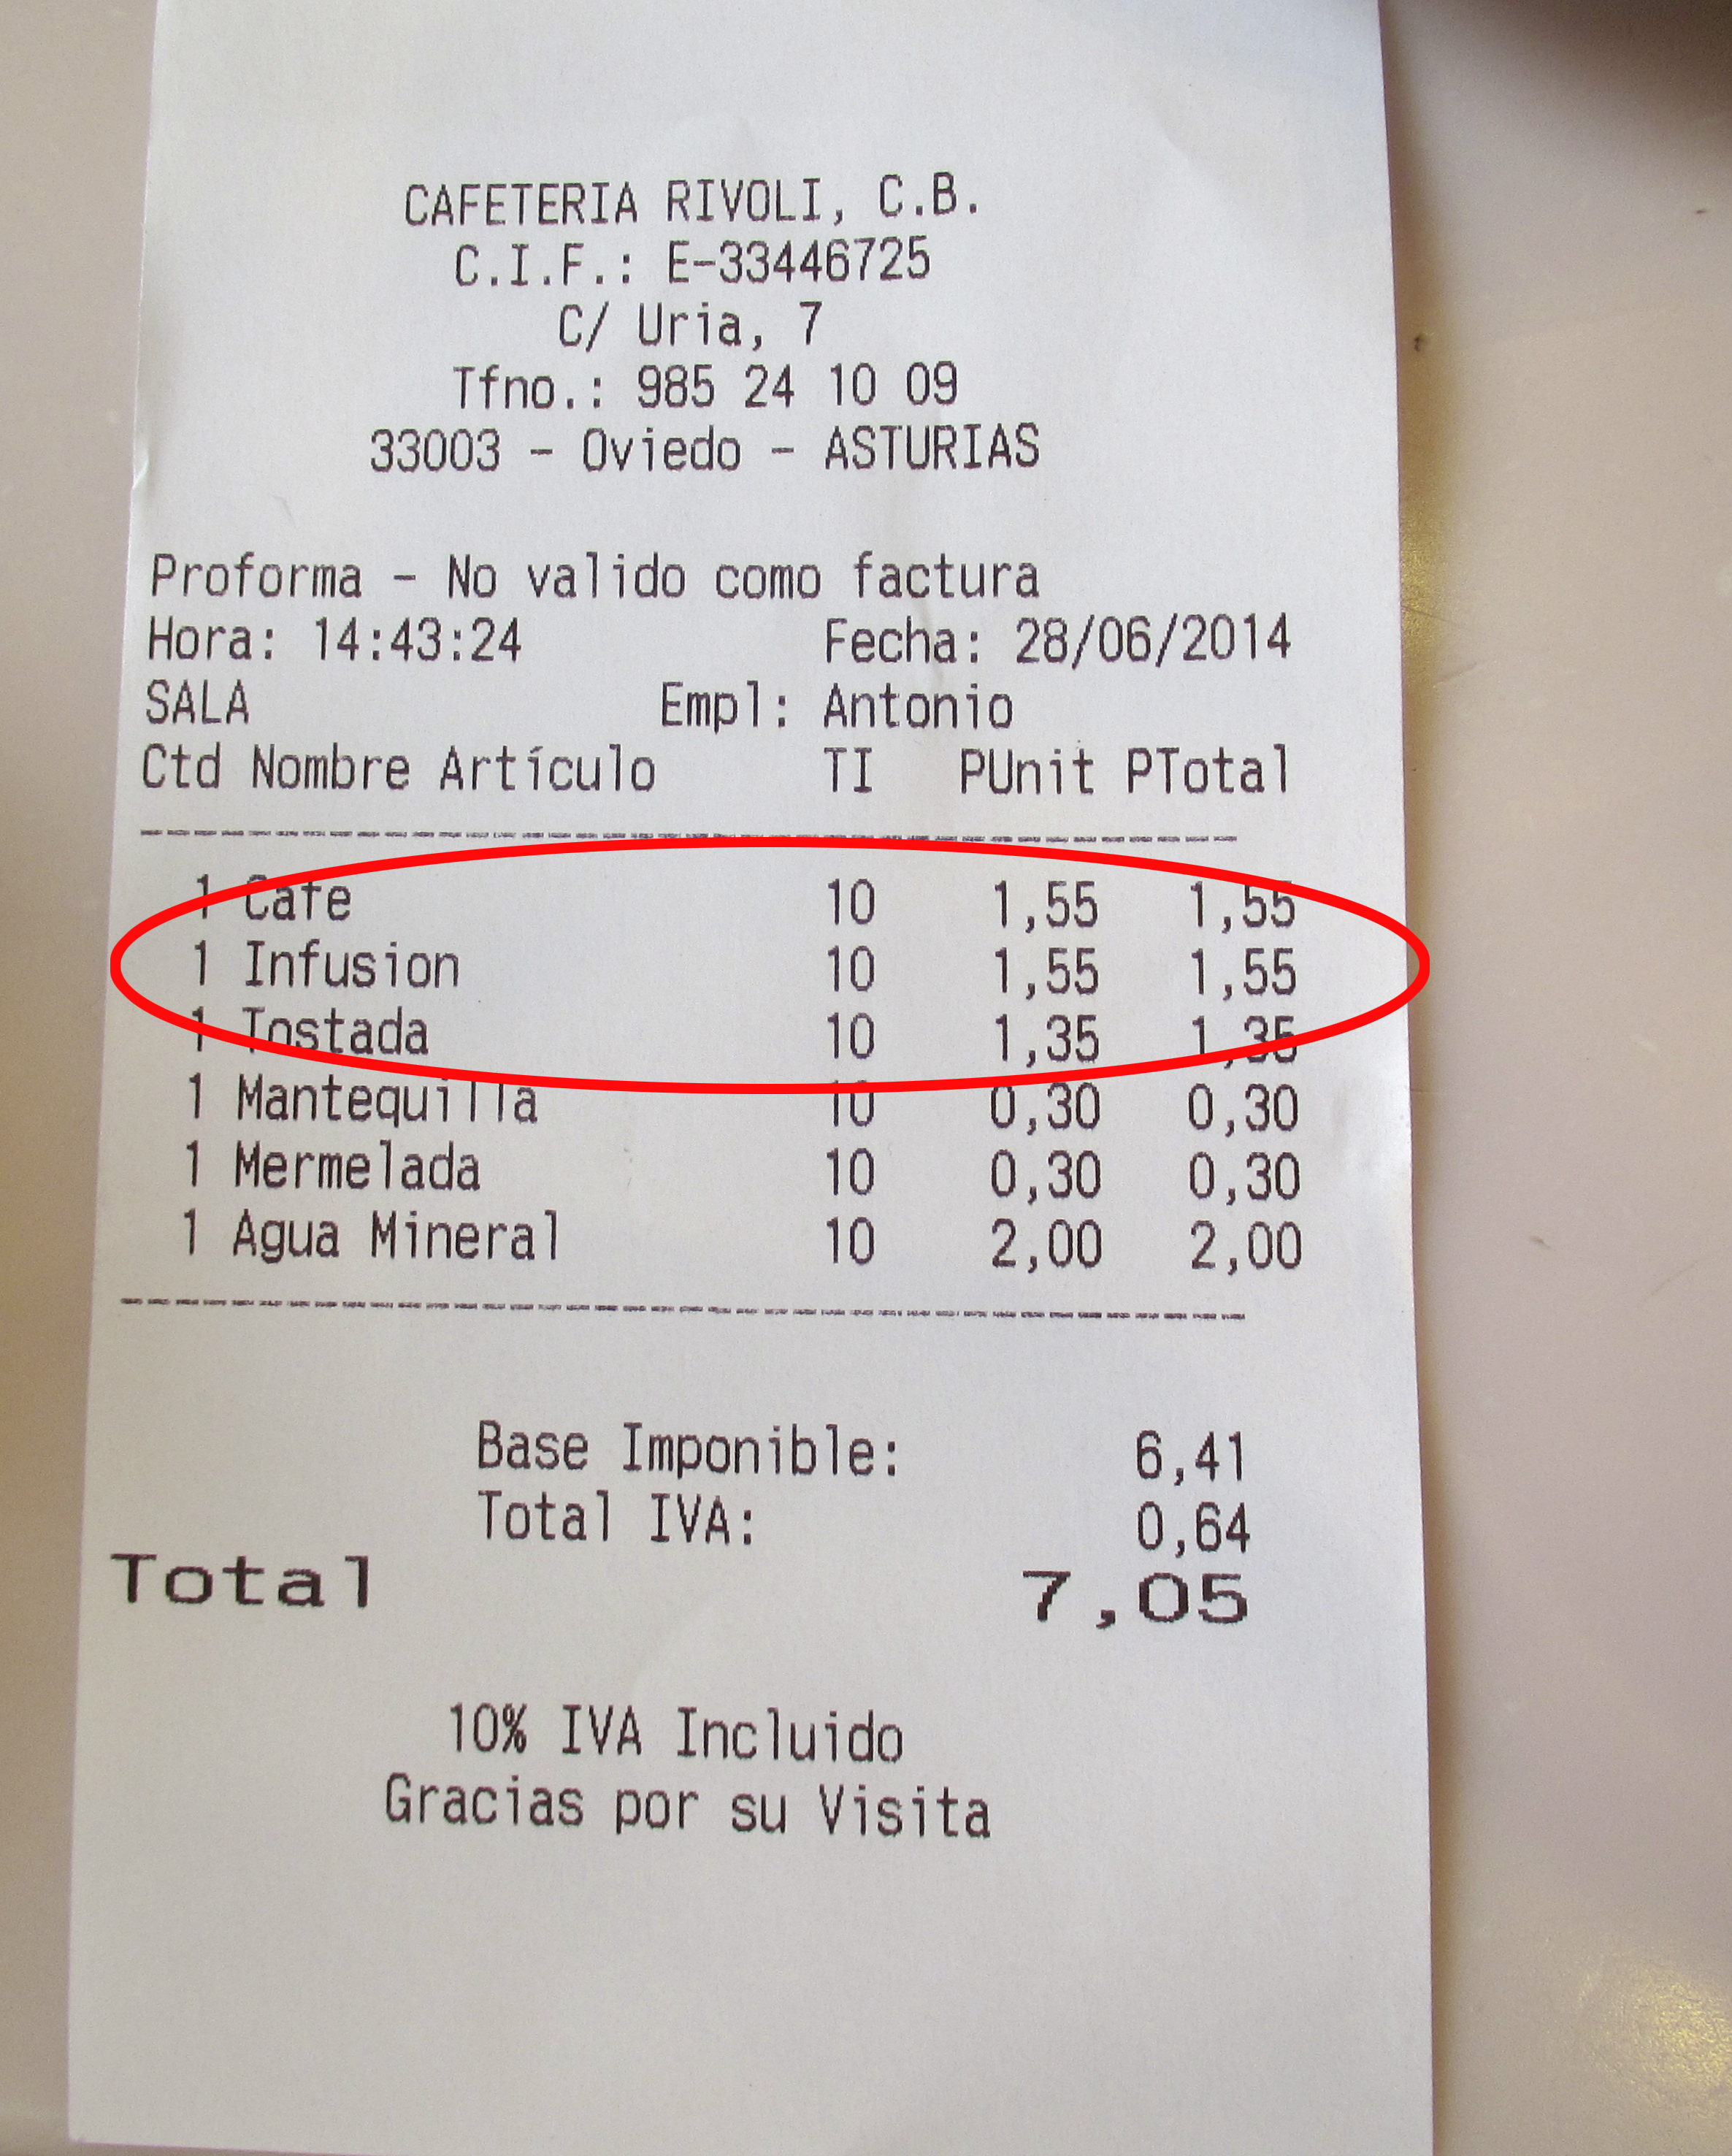 CAFETERIA RIVOLI, C.B.
C.I.F.: E-33446725
C/ Uria, 7
Tfno.: 985 24 10 09
33003 - Oviedo - ASTURIAS
Proforma - No valido como factura
Hora: 14:43:24 Fecha: 28/06/2014
SALA Empl: Antonio
Ctd Nombre Artículo TI PUnit PTotal
1 Cafe 10 1,55 1,55
1 Infusion 10 1,55 1,55
1 Tostada 10 1,35 1,35
1 Mantequilla 10 0,30 0,30
1 Mermelada 10 0,30 0,30
1 Agua Mineral 10 2,00 2,00
Base Imponible: 6,41
Total IVA: 0,64
Total 7,05
10% IVA Incluido
Gracias por su Visita